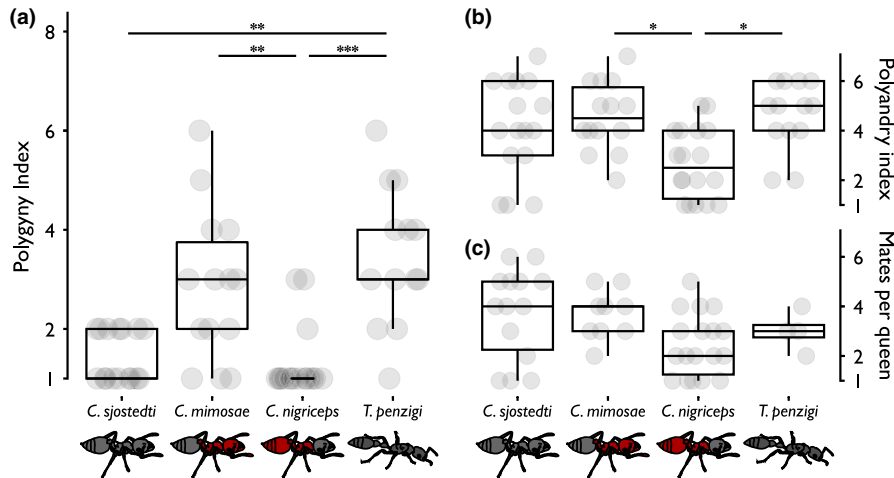 (a)
Polygyny Index
8
6
4
2
1
**
** ***
C. sjostedti C. mimosae C. nigriceps T. penzigi
(b)
* *
Polyandry index
6
4
2
1
(c)
Mates per queen
6
4
2
1
C. sjostedti C. mimosae C. nigriceps T. penzigi